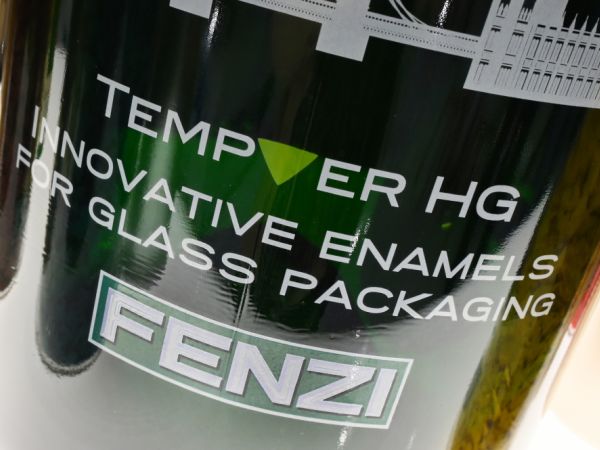 TEMPVER HG
INNOVATIVE ENAMELS
FOR GLASS PACKAGING
FENZI